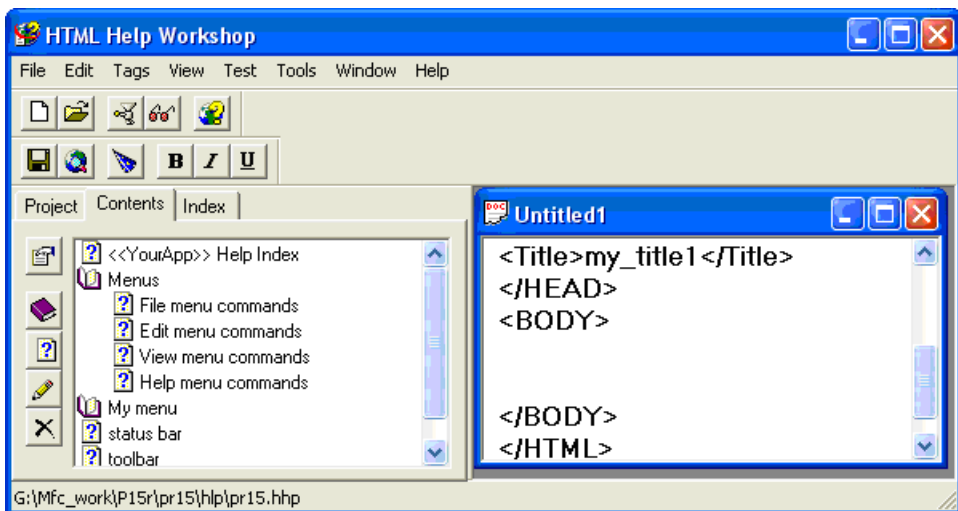 HTML Help Workshop
File Edit Tags View Test Tools Window Help
B I U
Project Contents Index
<<YourApp>> Help Index
Menus
File menu commands
Edit menu commands
View menu commands
Help menu commands
My menu
status bar
toolbar
Untitled1
<Title>my_title1</Title>
</HEAD>
<BODY>
</BODY>
</HTML>
G:\Mfc_work\P15r\pr15\hlp\pr15.hhp